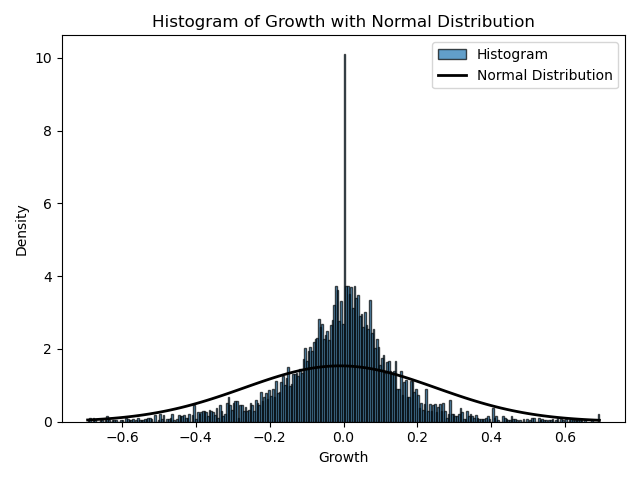 Histogram of Growth with Normal Distribution
Histogram
Normal Distribution
10
8
6
4
2
0
Density
−0.6 −0.4 −0.2 0.0 0.2 0.4 0.6
Growth